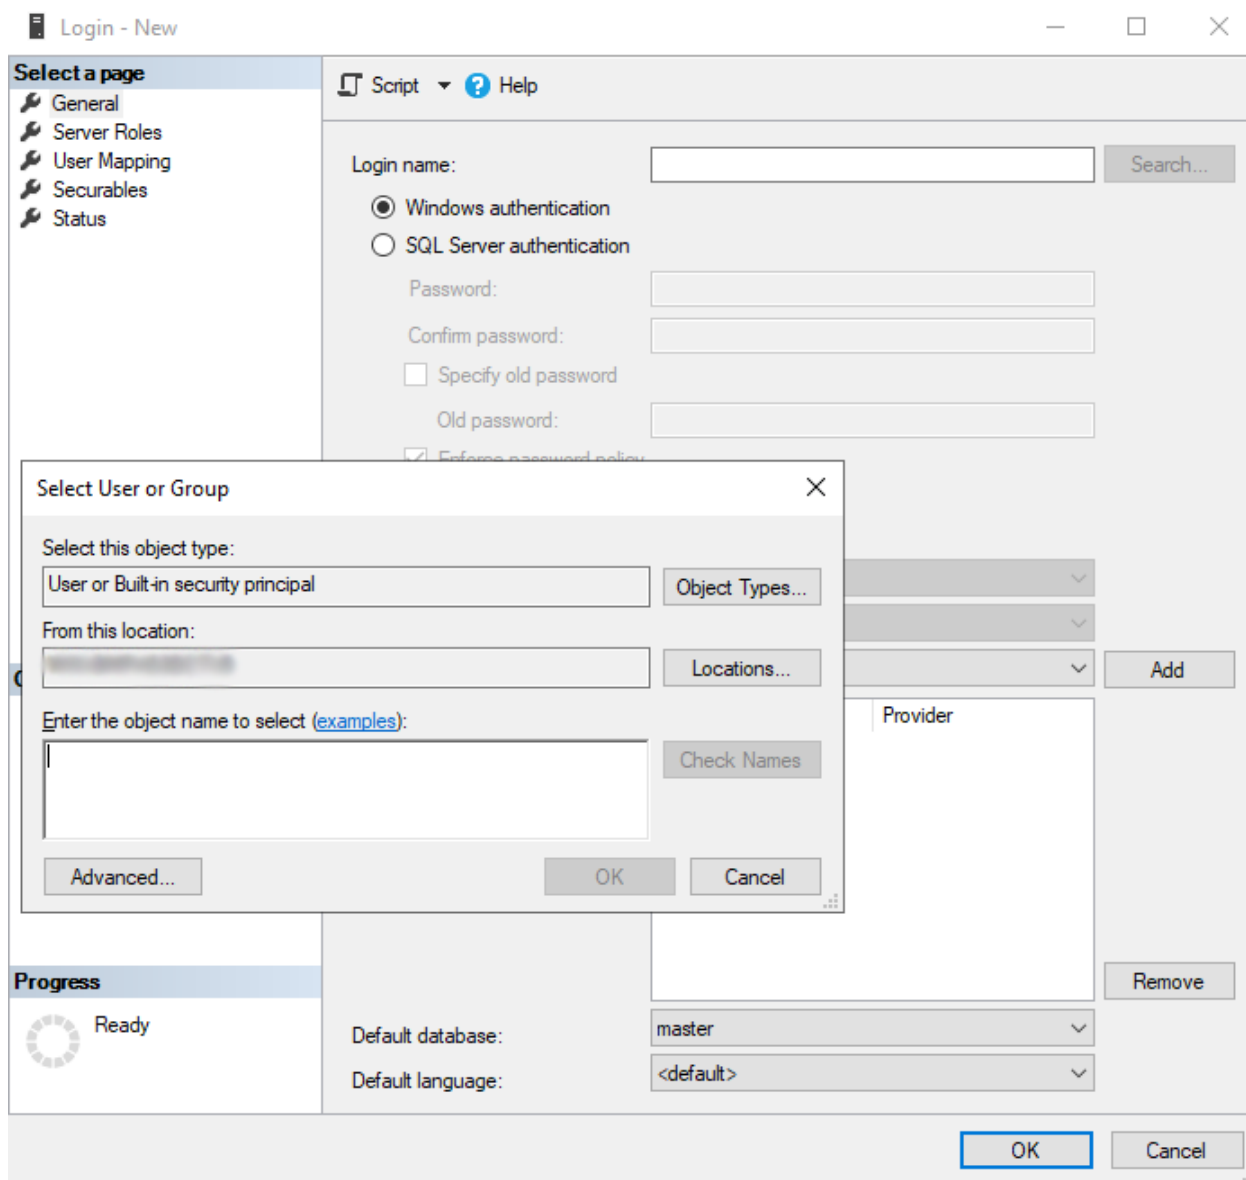 Login - New
Select a page
General
Server Roles
User Mapping
Securables
Status
Script
Help
Login name:
Search...
Windows authentication
SQL Server authentication
Password:
Confirm password:
Specify old password
Old password:
Enforce password policy
Select User or Group
Select this object type:
User or Built-in security principal
Object Types...
From this location:
Locations...
Enter the object name to select (examples):
Check Names
Advanced...
OK
Cancel
Add
Provider
Remove
Progress
Ready
Default database:
master
Default language:
<default>
OK
Cancel